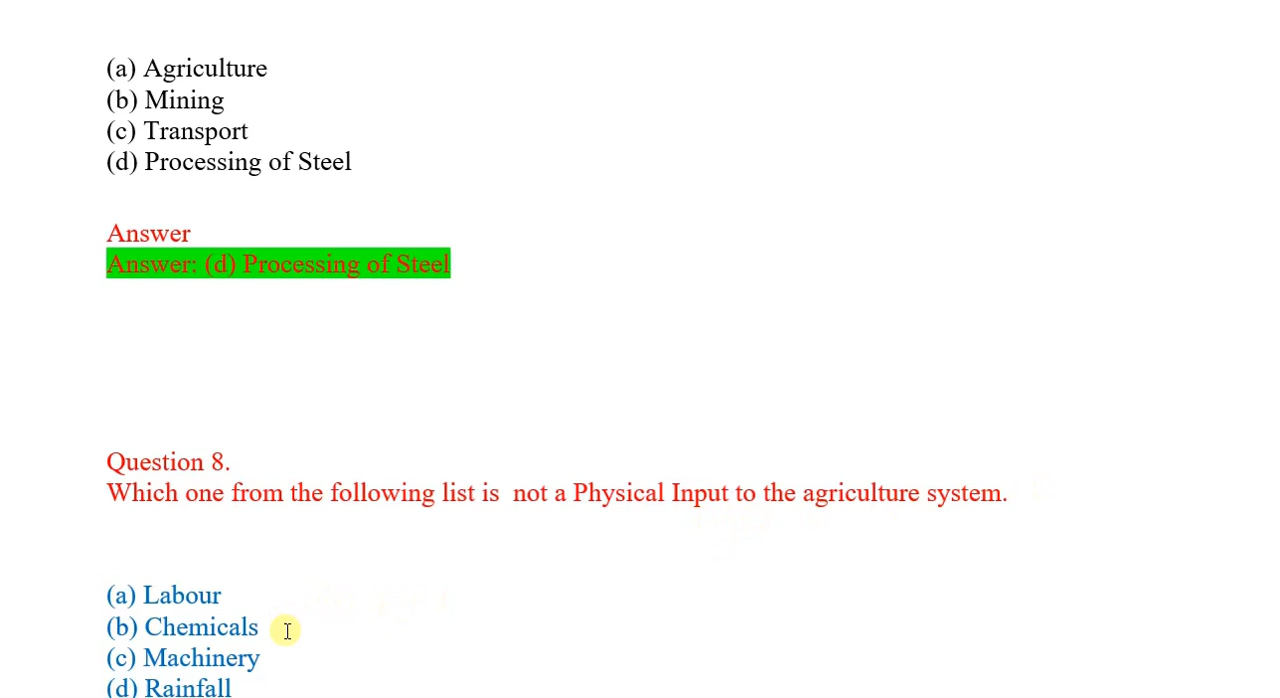 (a) Agriculture
(b) Mining
(c) Transport
(d) Processing of Steel
Answer
Answer: (d) Processing of Steel
Question 8.
Which one from the following list is  not a Physical Input to the agriculture system.
(a) Labour
(b) Chemicals
(c) Machinery
(d) Rainfall